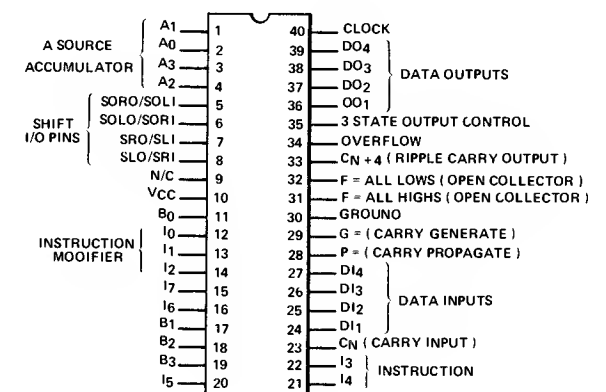 A1 1
A0 2
A3 3
A2 4
A SOURCE
ACCUMULATOR
SORO/SOLI 5
SOLO/SORI 6
SRO/SLI 7
SLO/SRI 8
SHIFT
I/O PINS
N/C 9
VCC 10
B0 11
I0 12
I1 13
I2 14
INSTRUCTION
MOOIFIER
I7 15
I6 16
B1 17
B2 18
B3 19
I5 20
40 CLOCK
39 DO4
38 DO3
37 DO2
36 OO1
DATA OUTPUTS
35 3 STATE OUTPUT CONTROL
34 OVERFLOW
33 CN +4 ( RIPPLE CARRY OUTPUT )
32 F = ALL LOWS ( OPEN COLLECTOR )
31 F = ALL HIGHS ( OPEN COLLECTOR )
30 GROUNO
29 G = ( CARRY GENERATE )
28 P = ( CARRY PROPAGATE )
27 DI4
26 DI3
25 DI2
24 DI1
DATA INPUTS
23 CN ( CARRY INPUT )
22 I3
21 I4
INSTRUCTION